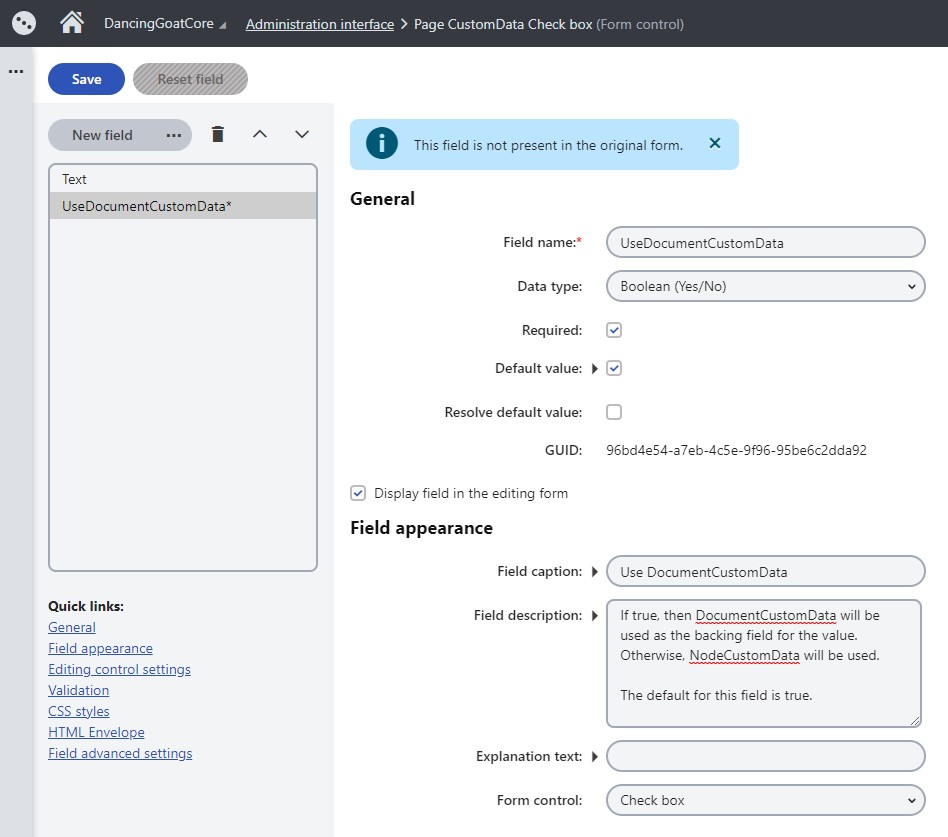 DancingGoatCore Administration interface > Page CustomData Check box (Form control)
...
Save Reset field
New field ...
Text
UseDocumentCustomData*
Quick links:
General
Field appearance
Editing control settings
Validation
CSS styles
HTML Envelope
Field advanced settings
This field is not present in the original form.
General
Field name:* UseDocumentCustomData
Data type: Boolean (Yes/No)
Required:
Default value:
Resolve default value:
GUID: 96bd4e54-a7eb-4c5e-9f96-95be6c2dda92
Display field in the editing form
Field appearance
Field caption: Use DocumentCustomData
Field description: If true, then DocumentCustomData will be
used as the backing field for the value.
Otherwise, NodeCustomData will be used.
The default for this field is true.
Explanation text:
Form control: Check box